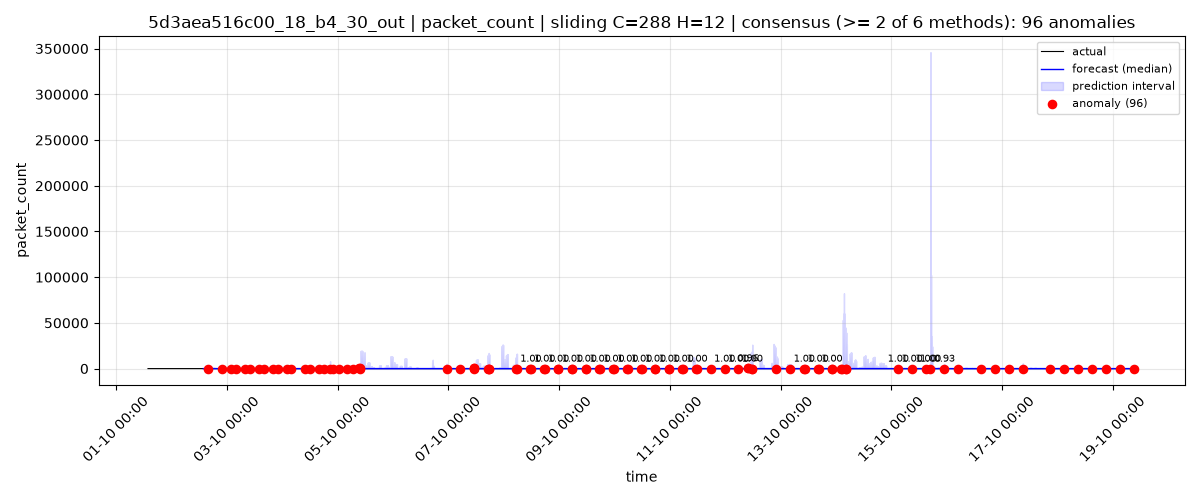 5d3aea516c00_18_b4_30_out | packet_count | sliding C=288 H=12 | consensus (>= 2 of 6 methods): 96 anomalies
actual
forecast (median)
prediction interval
anomaly (96)
packet_count
350000
300000
250000
200000
150000
100000
50000
0
01-10 00:00
03-10 00:00
05-10 00:00
07-10 00:00
09-10 00:00
11-10 00:00
13-10 00:00
15-10 00:00
17-10 00:00
19-10 00:00
time